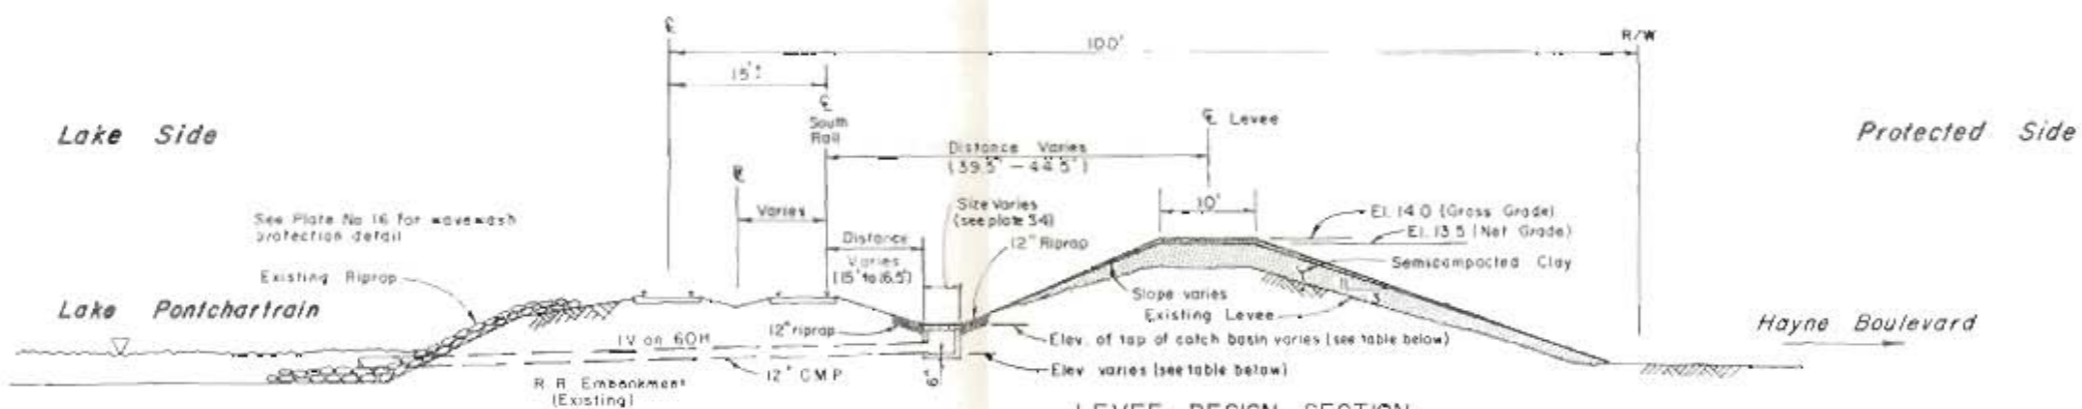 ℄
100'
R/W
15'±
℄
South
Rail
℄ Levee
Lake Side
Protected Side
Distance Varies
(39.5' - 44.5')
Varies
Size Varies
(see plate 34)
10'
El. 14.0 (Gross Grade)
El. 13.5 (Net Grade)
See Plate No 16 for wavewash
protection detail
Distance
Varies
(15' to 16.5')
12" Riprap
Semicompacted Clay
Existing Riprap
3
Slope varies
Existing Levee
Lake Pontchartrain
12" riprap
Hayne Boulevard
1V on 60H
Elev. of top of catch basin varies (see table below)
12" CMP
Elev varies (see table below)
R.R. Embankment
(Existing)
6"
LEVEE DESIGN SECTION